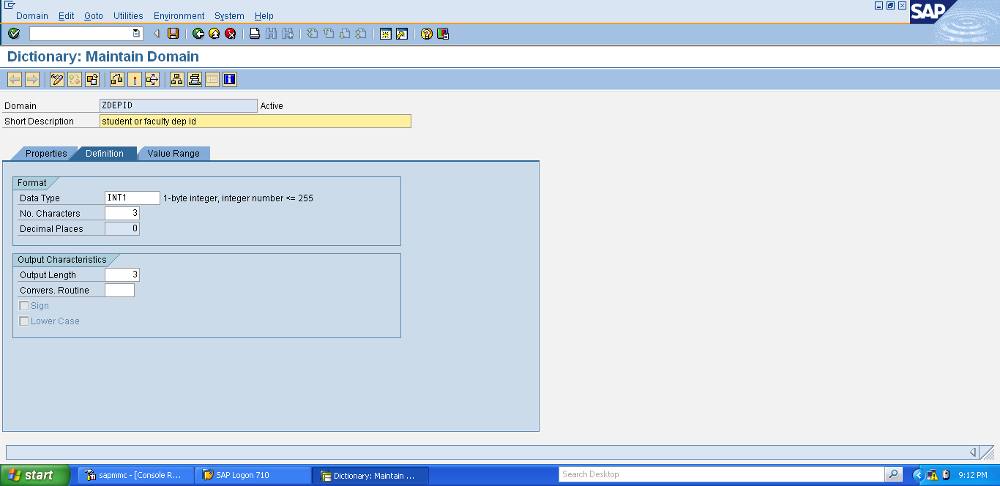 Domain Edit Goto Utilities Environment System Help
SAP
Dictionary: Maintain Domain
Domain ZDEPID Active
Short Description student or faculty dep id
Properties Definition Value Range
Format
Data Type INT1 1-byte integer, integer number <= 255
No. Characters 3
Decimal Places 0
Output Characteristics
Output Length 3
Convers. Routine
Sign
Lower Case
start sapmmc - [Console R... SAP Logon 710 Dictionary: Maintain ... Search Desktop 9:12 PM